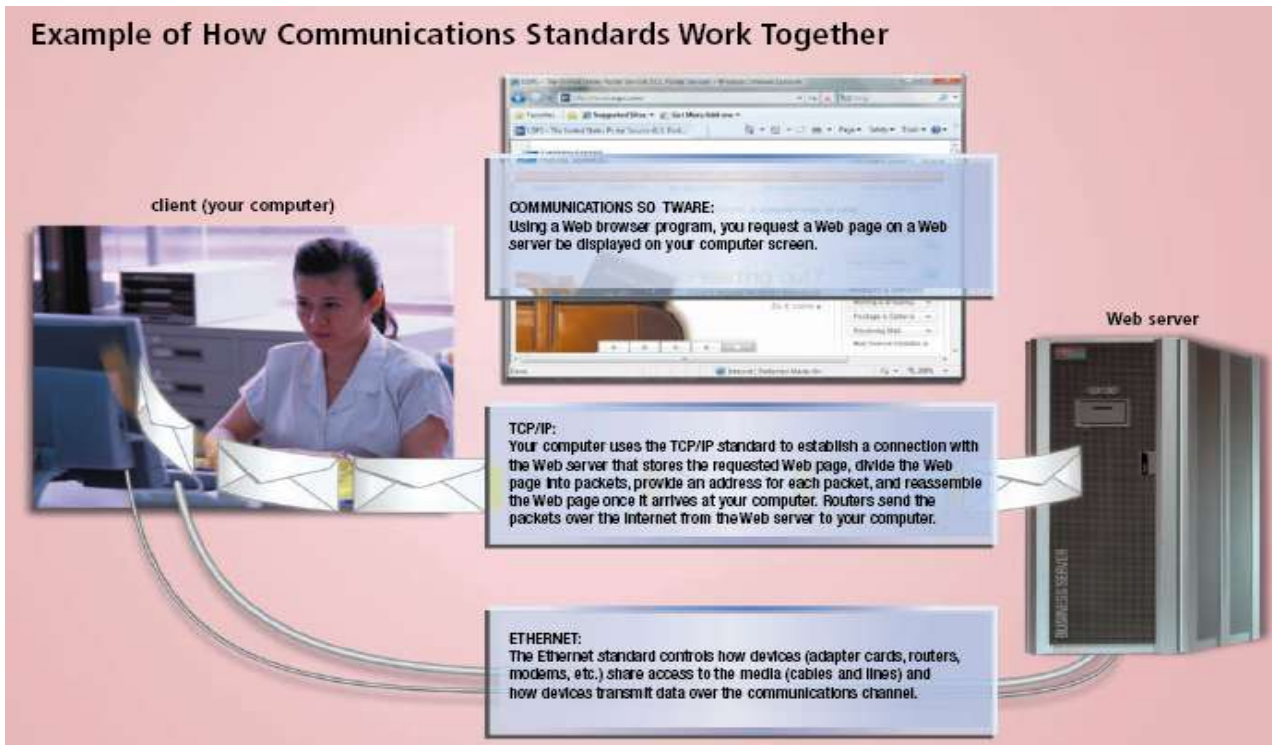 Example of How Communications Standards Work Together
client (your computer)
COMMUNICATIONS SO TWARE:
Using a Web browser program, you request a Web page on a Web
server be displayed on your computer screen.
Web server
TCP/IP:
Your computer uses the TCP/IP standard to establish a connection with
the Web server that stores the requested Web page, divide the Web
page into packets, provide an address for each packet, and reassemble
the Web page once it arrives at your computer. Routers send the
packets over the Internet from the Web server to your computer.
BUSINESS SERVER
ETHERNET:
The Ethernet standard controls how devices (adapter cards, routers,
modems, etc.) share access to the media (cables and lines) and
how devices transmit data over the communications channel.